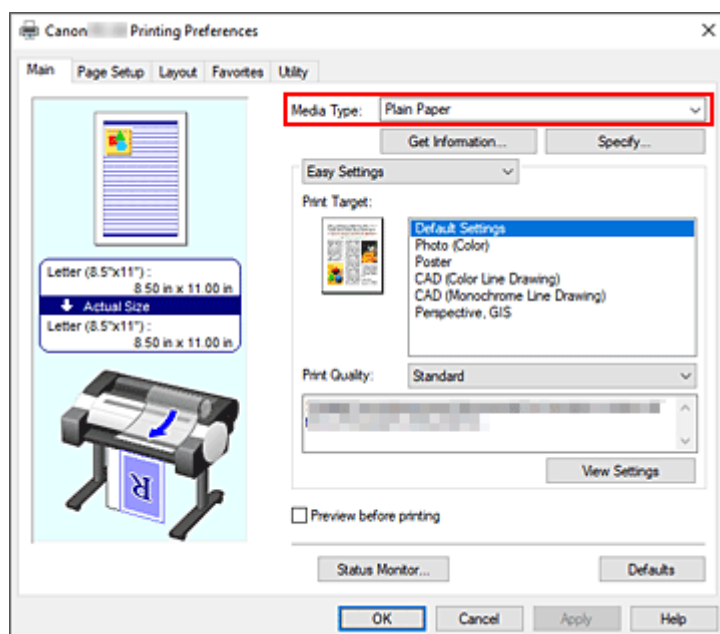 Canon Printing Preferences
Main Page Setup Layout Favorites Utility
Media Type: Plain Paper
Get Information... Specify...
Easy Settings
Print Target:
Default Settings
Photo (Color)
Poster
CAD (Color Line Drawing)
CAD (Monochrome Line Drawing)
Perspective, GIS
Letter (8.5"x11") :
8.50 in x 11.00 in
Actual Size
Letter (8.5"x11") :
8.50 in x 11.00 in
Print Quality: Standard
View Settings
R
Preview before printing
Status Monitor... Defaults
OK Cancel Apply Help